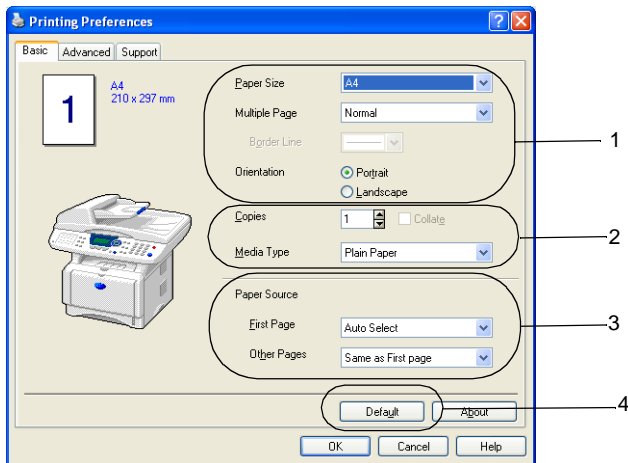 Printing Preferences
Basic Advanced Support
1
A4
210 x 297 mm
Paper Size A4
Multiple Page Normal
Border Line
Orientation Portrait
Landscape
1
Copies 1 Collate
Media Type Plain Paper
2
Paper Source
First Page Auto Select
Other Pages Same as First page
3
Default About
4
OK Cancel Help